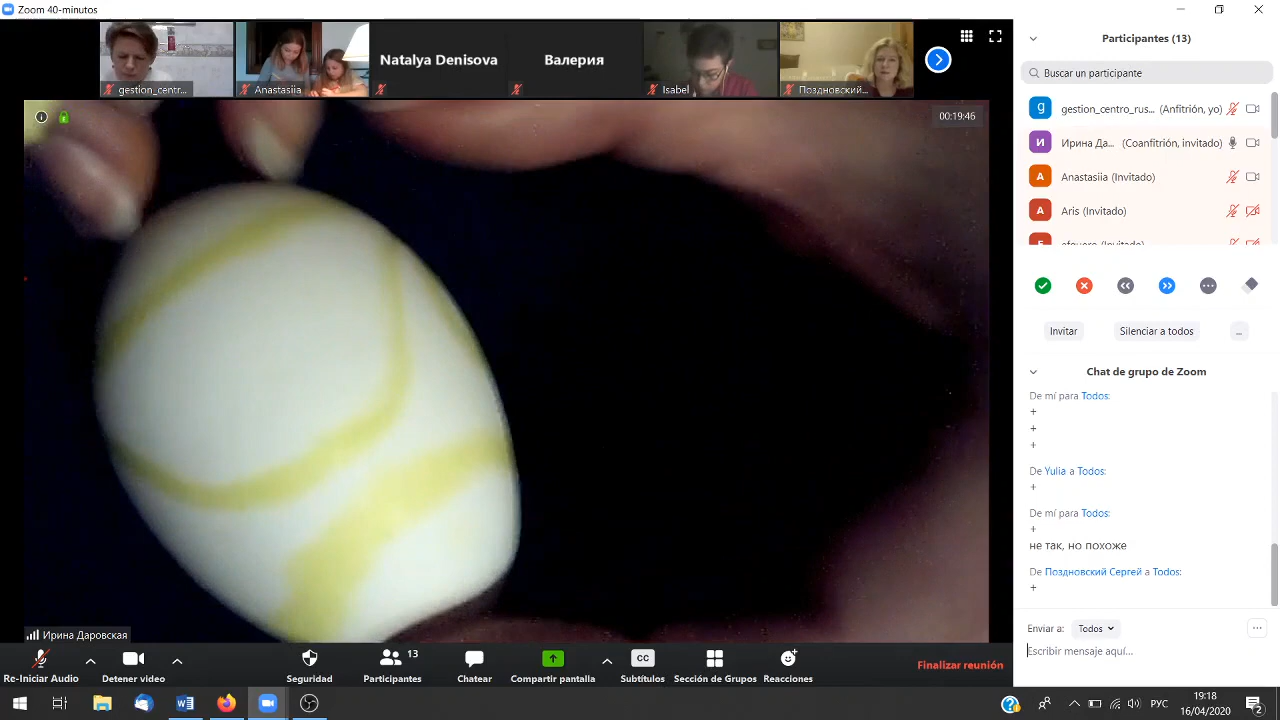 Zoom 40-minutos
gestion_centr...
Anastasiia
Natalya Denisova
Валерия
Isabel
Поздновский...
00:19:46
Ирина Даровская
Participantes (13)
Buscar un participante
g gestion_centro_rus... (Anfitrión, yo)
И Ирина Да... (Coanfitrión, invitado)
A Anastasiia (Invitado)
A Aris (Invitado)
Invitar
Silenciar a todos
...
Chat de grupo de Zoom
De mí para Todos:
+
+
+
De Yulia a Todos:
+
De mí para Todos:
+
не так, но похоже
De Поздновский Сергей a Todos:
+
Enviar a: Todos
Escribir mensaje aquí...
13
CC
Re-Iniciar Audio
Detener video
Seguridad
Participantes
Chatear
Compartir pantalla
Subtítulos
Sección de Grupos
Reacciones
Finalizar reunión
РУС
19:18
16/04/2020
2